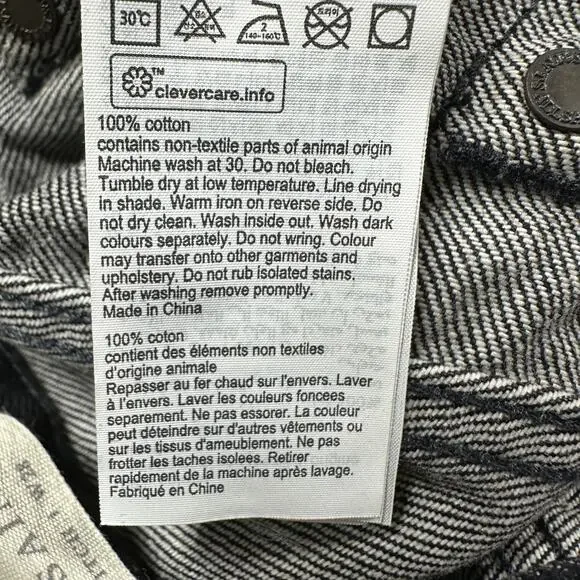 30°C
2
140-160°C
드라이
clevercare.info™
100% cotton
contains non-textile parts of animal origin
Machine wash at 30. Do not bleach.
Tumble dry at low temperature. Line drying
in shade. Warm iron on reverse side. Do
not dry clean. Wash inside out. Wash dark
colours separately. Do not wring. Colour
may transfer onto other garments and
upholstery. Do not rub isolated stains.
After washing remove promptly.
Made in China
100% coton
contient des éléments non textiles
d'origine animale
Repasser au fer chaud sur l'envers. Laver
à l'envers. Laver les couleurs foncees
separement. Ne pas essorer. La couleur
peut déteindre sur d'autres vêtements ou
sur les tissus d'ameublement. Ne pas
frotter les taches isolees. Retirer
rapidement de la machine après lavage.
Fabriqué en Chine